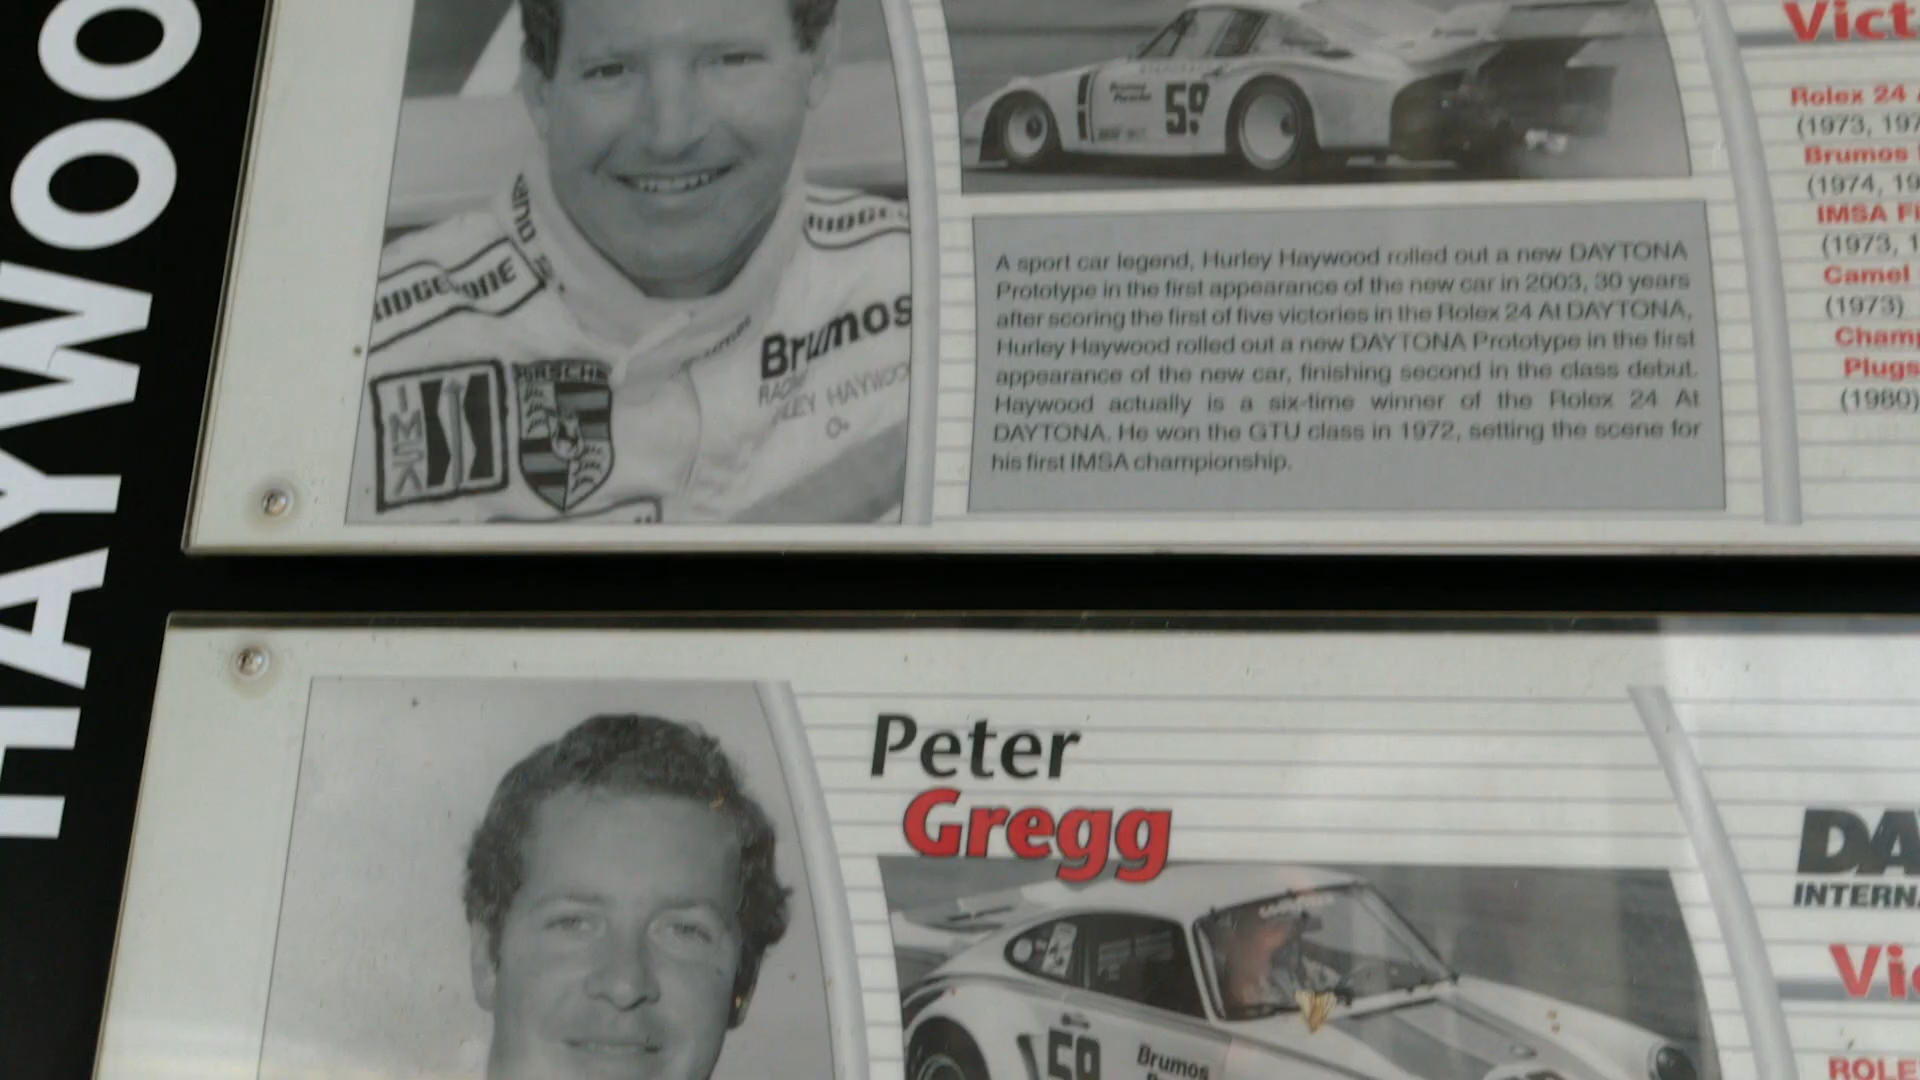 HAYWOO
Vict
59
Rolex 24
(1973, 197
Brumos
(1974, 19
IMSA
(1973, 1
Camel
(1973)
Champ
Plugs
(1980)
A sport car legend, Hurley Haywood rolled out a new DAYTONA
Prototype in the first appearance of the new car in 2003, 30 years
after scoring the first of five victories in the Rolex 24 At DAYTONA,
Hurley Haywood rolled out a new DAYTONA Prototype in the first
appearance of the new car, finishing second in the class debut.
Haywood actually is a six-time winner of the Rolex 24 At
DAYTONA. He won the GTU class in 1972, setting the scene for
his first IMSA championship.
Brumos
IMSA
PORSCHE
Peter
Gregg
DA
INTERNA
Vic
ROLE
59
Brumos